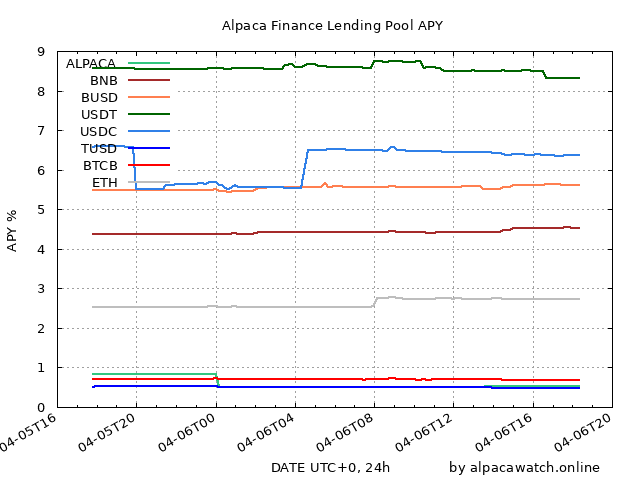 Alpaca Finance Lending Pool APY
APY %
9
8
7
6
5
4
3
2
1
0
ALPACA
BNB
BUSD
USDT
USDC
TUSD
BTCB
ETH
04-05T16
04-05T20
04-06T00
04-06T04
04-06T08
04-06T12
04-06T16
04-06T20
DATE UTC+0, 24h
by alpacawatch.online